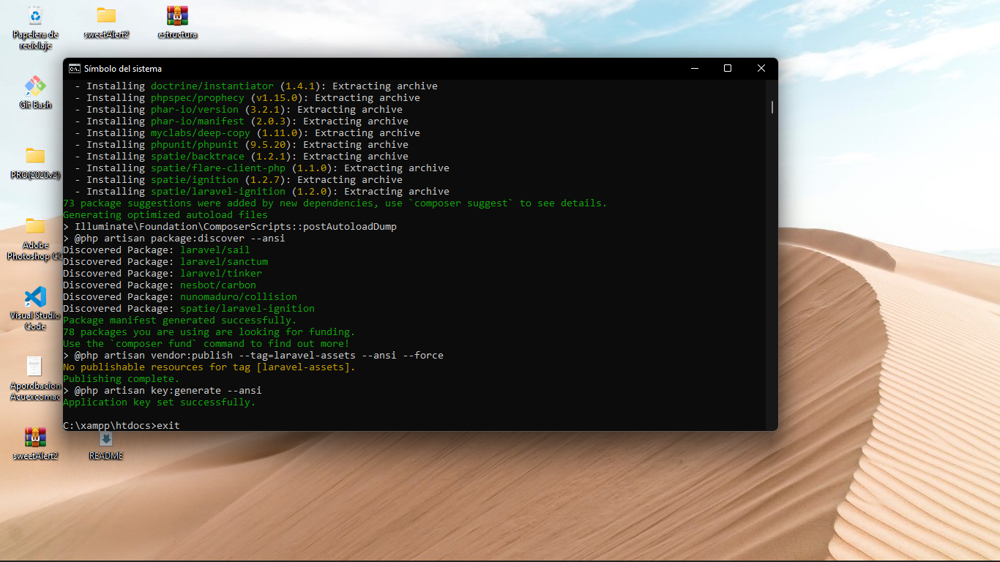 Papelera de
reciclaje
sweetAlert2
estructura
Git Bash
PRO(2020v2)
Adobe
Photoshop CC
Visual Studio
Code
Aporobacion
Acuexcomac
sweetAlert2
README
Símbolo del sistema
- Installing doctrine/instantiator (1.4.1): Extracting archive
- Installing phpspec/prophecy (v1.15.0): Extracting archive
- Installing phar-io/version (3.2.1): Extracting archive
- Installing phar-io/manifest (2.0.3): Extracting archive
- Installing myclabs/deep-copy (1.11.0): Extracting archive
- Installing phpunit/phpunit (9.5.20): Extracting archive
- Installing spatie/backtrace (1.2.1): Extracting archive
- Installing spatie/flare-client-php (1.1.0): Extracting archive
- Installing spatie/ignition (1.2.7): Extracting archive
- Installing spatie/laravel-ignition (1.2.0): Extracting archive
73 package suggestions were added by new dependencies, use `composer suggest` to see details.
Generating optimized autoload files
> Illuminate\Foundation\ComposerScripts::postAutoloadDump
> @php artisan package:discover --ansi
Discovered Package: laravel/sail
Discovered Package: laravel/sanctum
Discovered Package: laravel/tinker
Discovered Package: nesbot/carbon
Discovered Package: nunomaduro/collision
Discovered Package: spatie/laravel-ignition
Package manifest generated successfully.
78 packages you are using are looking for funding.
Use the `composer fund` command to find out more!
> @php artisan vendor:publish --tag=laravel-assets --ansi --force
No publishable resources for tag [laravel-assets].
Publishing complete.
> @php artisan key:generate --ansi
Application key set successfully.
C:\xampp\htdocs>exit